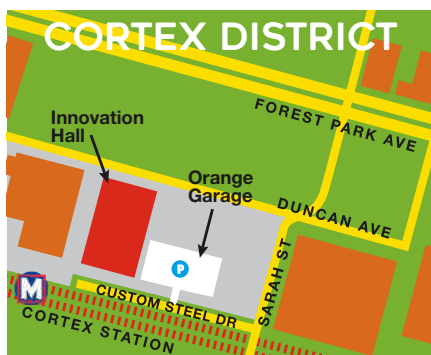 CORTEX DISTRICT
FOREST PARK AVE
Innovation
Hall
Orange
Garage
DUNCAN AVE
P
SARAH ST
M
CUSTOM STEEL DR
CORTEX STATION